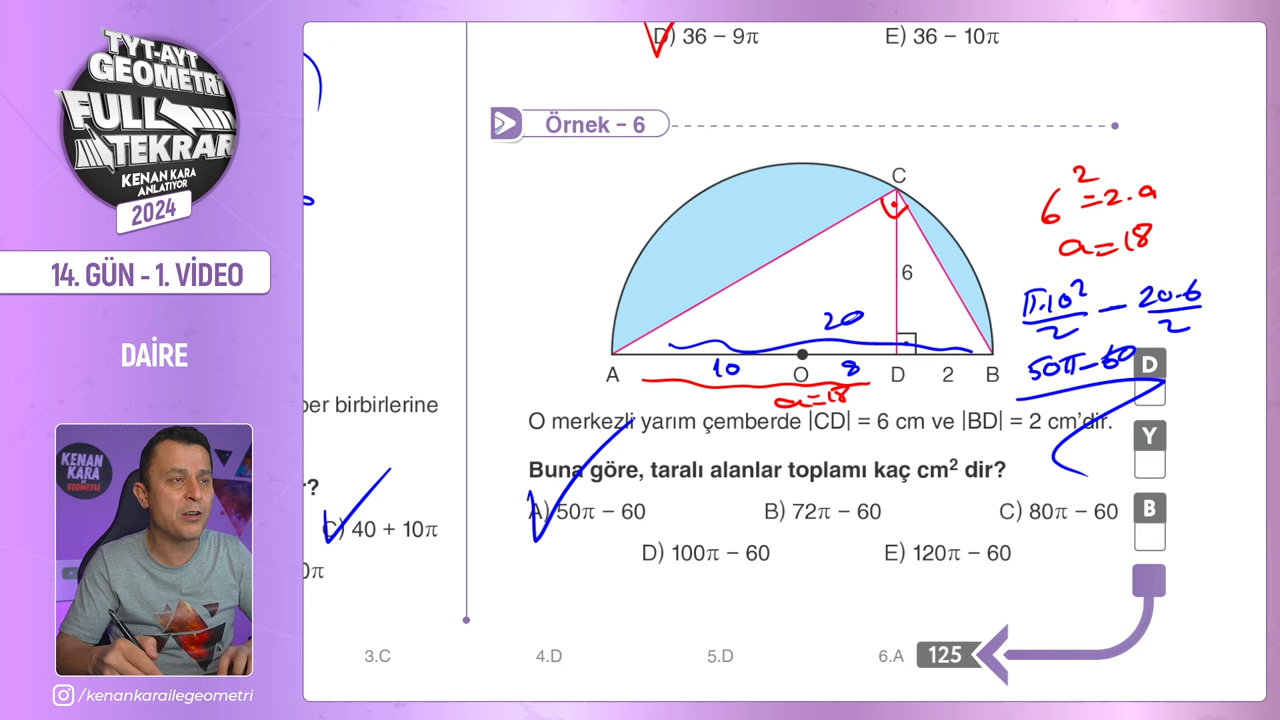 TYT-AYT
GEOMETRİ
FULL
TEKRAR
KENAN KARA
ANLATIYOR
2024
14. GÜN - 1. VİDEO
DAİRE
KENAN
KARA
GEOMETRİ
/kenankarailegeometri
per birbirlerine
r?
C) 40 + 10π
0π
D) 36 − 9π E) 36 − 10π
Örnek − 6
C
6
20
10 8
A O D 2 B
a=18
6² = 2.a
a=18
π.10²/2 − 20.6/2
50π−60
O merkezli yarım çemberde |CD| = 6 cm ve |BD| = 2 cm'dir.
Buna göre, taralı alanlar toplamı kaç cm² dir?
A) 50π − 60 B) 72π − 60 C) 80π − 60
D) 100π − 60 E) 120π − 60
D
Y
B
3.C 4.D 5.D 6.A 125